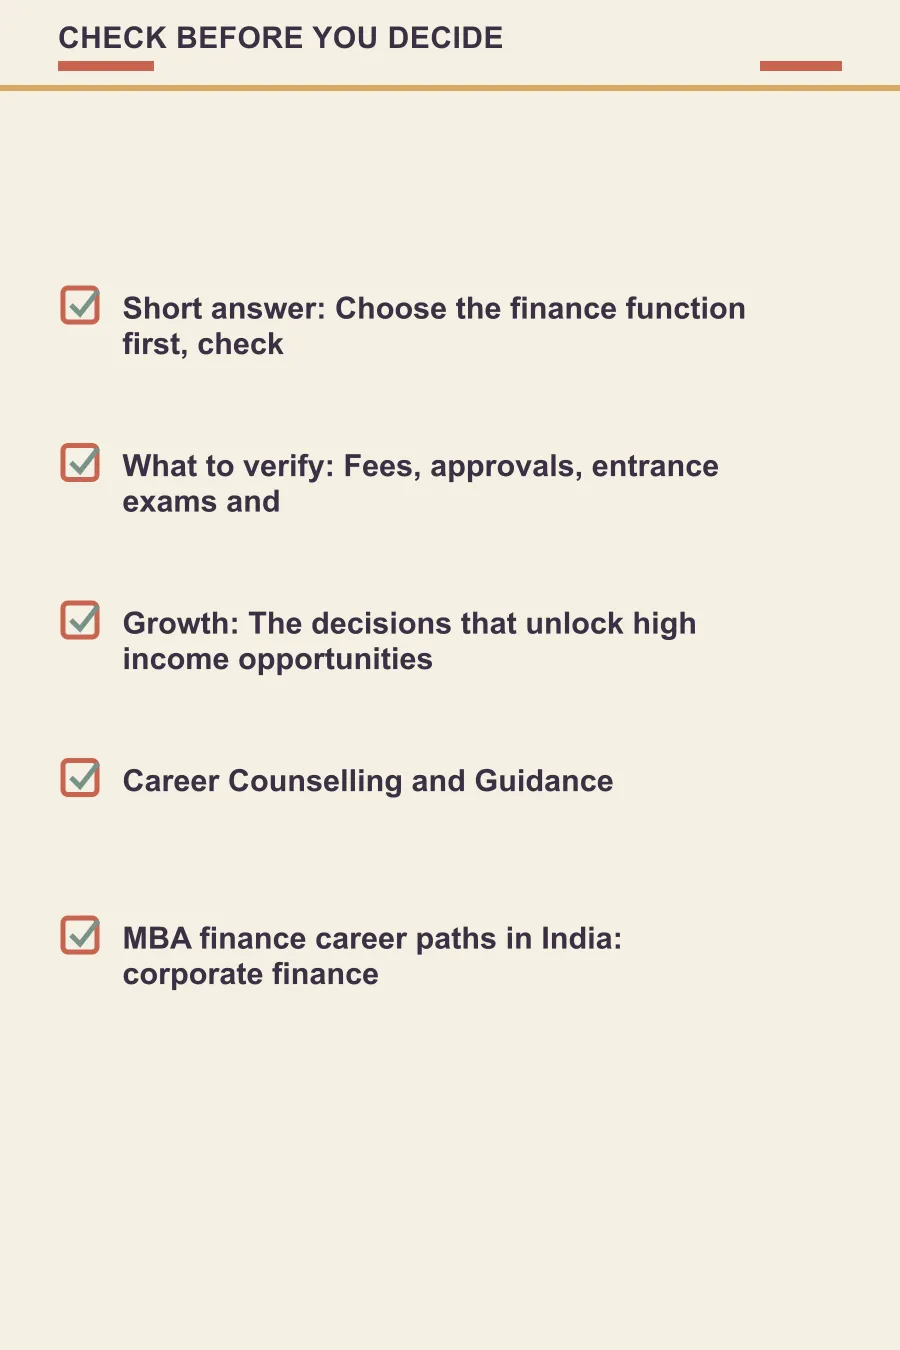 CHECK BEFORE YOU DECIDE
Short answer: Choose the finance function
first, check
What to verify: Fees, approvals, entrance
exams and
Growth: The decisions that unlock high
income opportunities
Career Counselling and Guidance
MBA finance career paths in India:
corporate finance